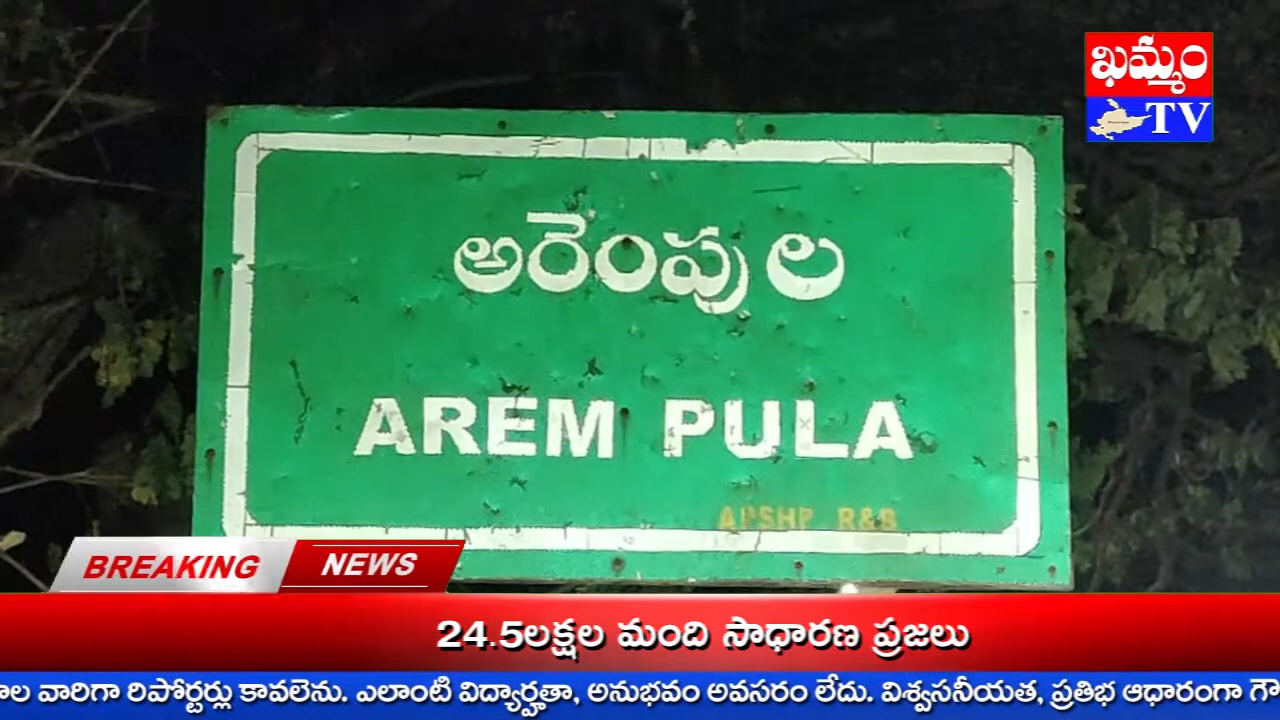 ఖమ్మం
TV
అరెంపుల
AREM PULA
APSHP R&B
BREAKING NEWS
24.5లక్షల మంది సాధారణ ప్రజలు
వారిగా రిపోర్టర్లు కావలెను. ఎలాంటి విద్యార్హతా, అనుభవం అవసరం లేదు. విశ్వసనీయత, ప్రతిభ ఆధారంగా